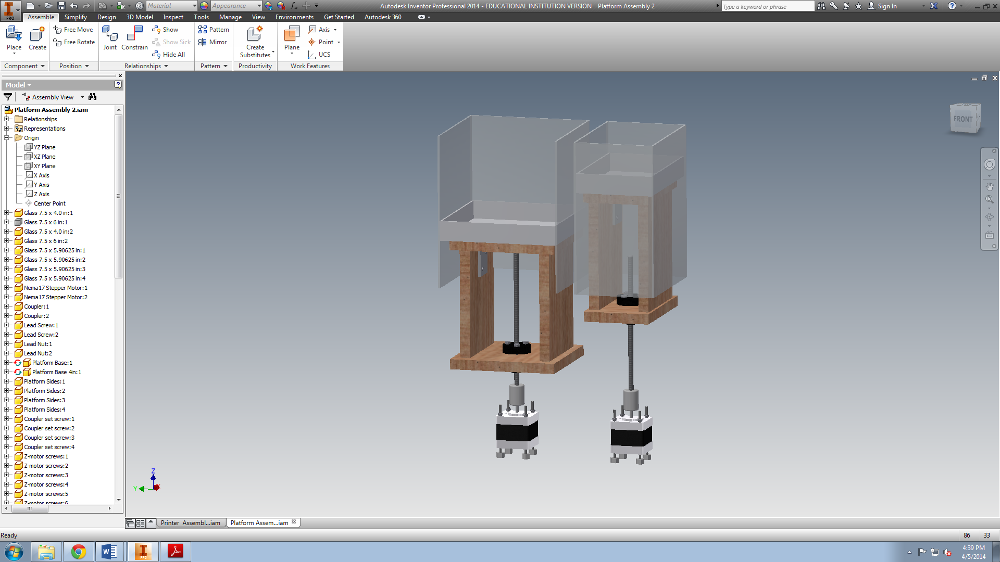 Material
Appearance
Autodesk Inventor Professional 2014 - EDUCATIONAL INSTITUTION VERSION Platform Assembly 2
Type a keyword or phrase
Sign In
PRO
Assemble Simplify Design 3D Model Inspect Tools Manage View Environments Get Started Autodesk 360
Place
Create
Free Move
Free Rotate
Joint
Constrain
Show
Show Sick
Hide All
Pattern
Mirror
Create
Substitutes
Plane
Axis
Point
UCS
Component Position Relationships Pattern Productivity Work Features
Model
Assembly View
Platform Assembly 2.iam
Relationships
Representations
Origin
YZ Plane
XZ Plane
XY Plane
X Axis
Y Axis
Z Axis
Center Point
Glass 7.5 x 4.0 in:1
Glass 7.5 x 6 in:1
Glass 7.5 x 4.0 in:2
Glass 7.5 x 6 in:2
Glass 7.5 x 5.90625 in:1
Glass 7.5 x 5.90625 in:2
Glass 7.5 x 5.90625 in:3
Glass 7.5 x 5.90625 in:4
Nema17 Stepper Motor:1
Nema17 Stepper Motor:2
Coupler:1
Coupler:2
Lead Screw:1
Lead Screw:2
Lead Nut:1
Lead Nut:2
Platform Base:1
Platform Base 4in:1
Platform Sides:1
Platform Sides:2
Platform Sides:3
Platform Sides:4
Coupler set screw:1
Coupler set screw:2
Coupler set screw:3
Coupler set screw:4
Z-motor screws:1
Z-motor screws:2
Z-motor screws:3
Z-motor screws:4
Z-motor screws:5
Z-motor screws:6
FRONT
Z
Y
X
Printer Assembl...iam
Platform Assem...iam
Ready
86 33
PRO
4:39 PM
4/5/2014